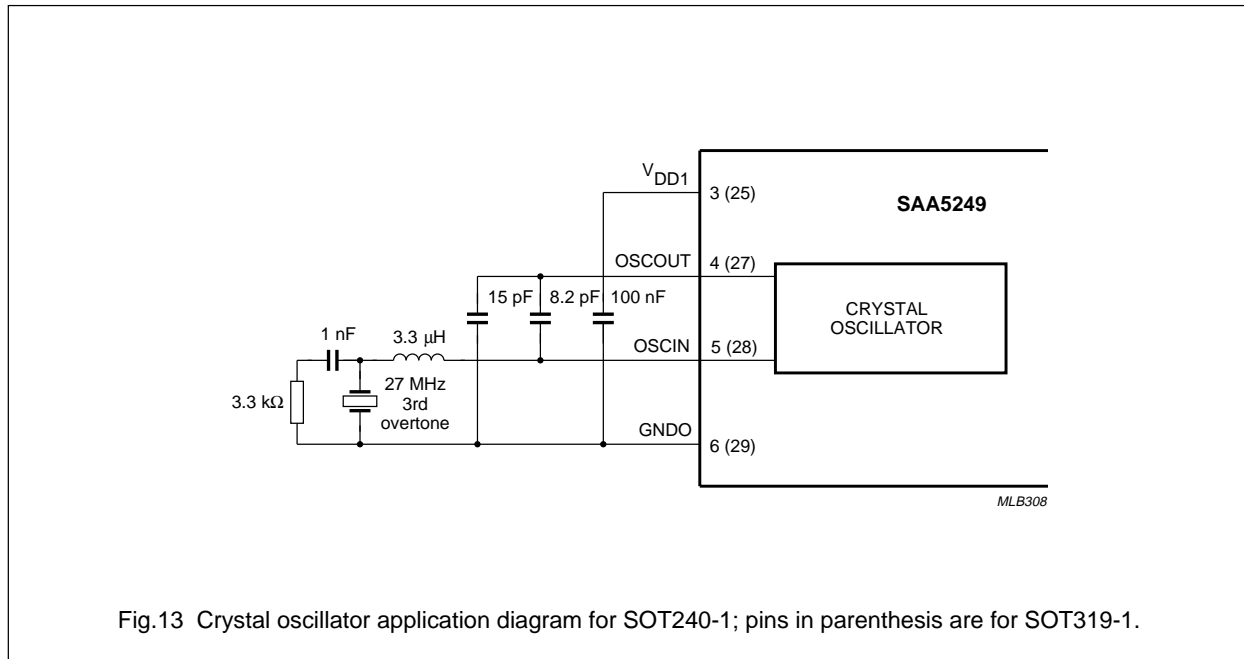 V DD1
3 (25)
SAA5249
OSCOUT
4 (27)
15 pF
8.2 pF
100 nF
CRYSTAL
OSCILLATOR
1 nF
3.3 μH
OSCIN
5 (28)
27 MHz
3rd
overtone
3.3 kΩ
GNDO
6 (29)
MLB308
Fig.13 Crystal oscillator application diagram for SOT240-1; pins in parenthesis are for SOT319-1.